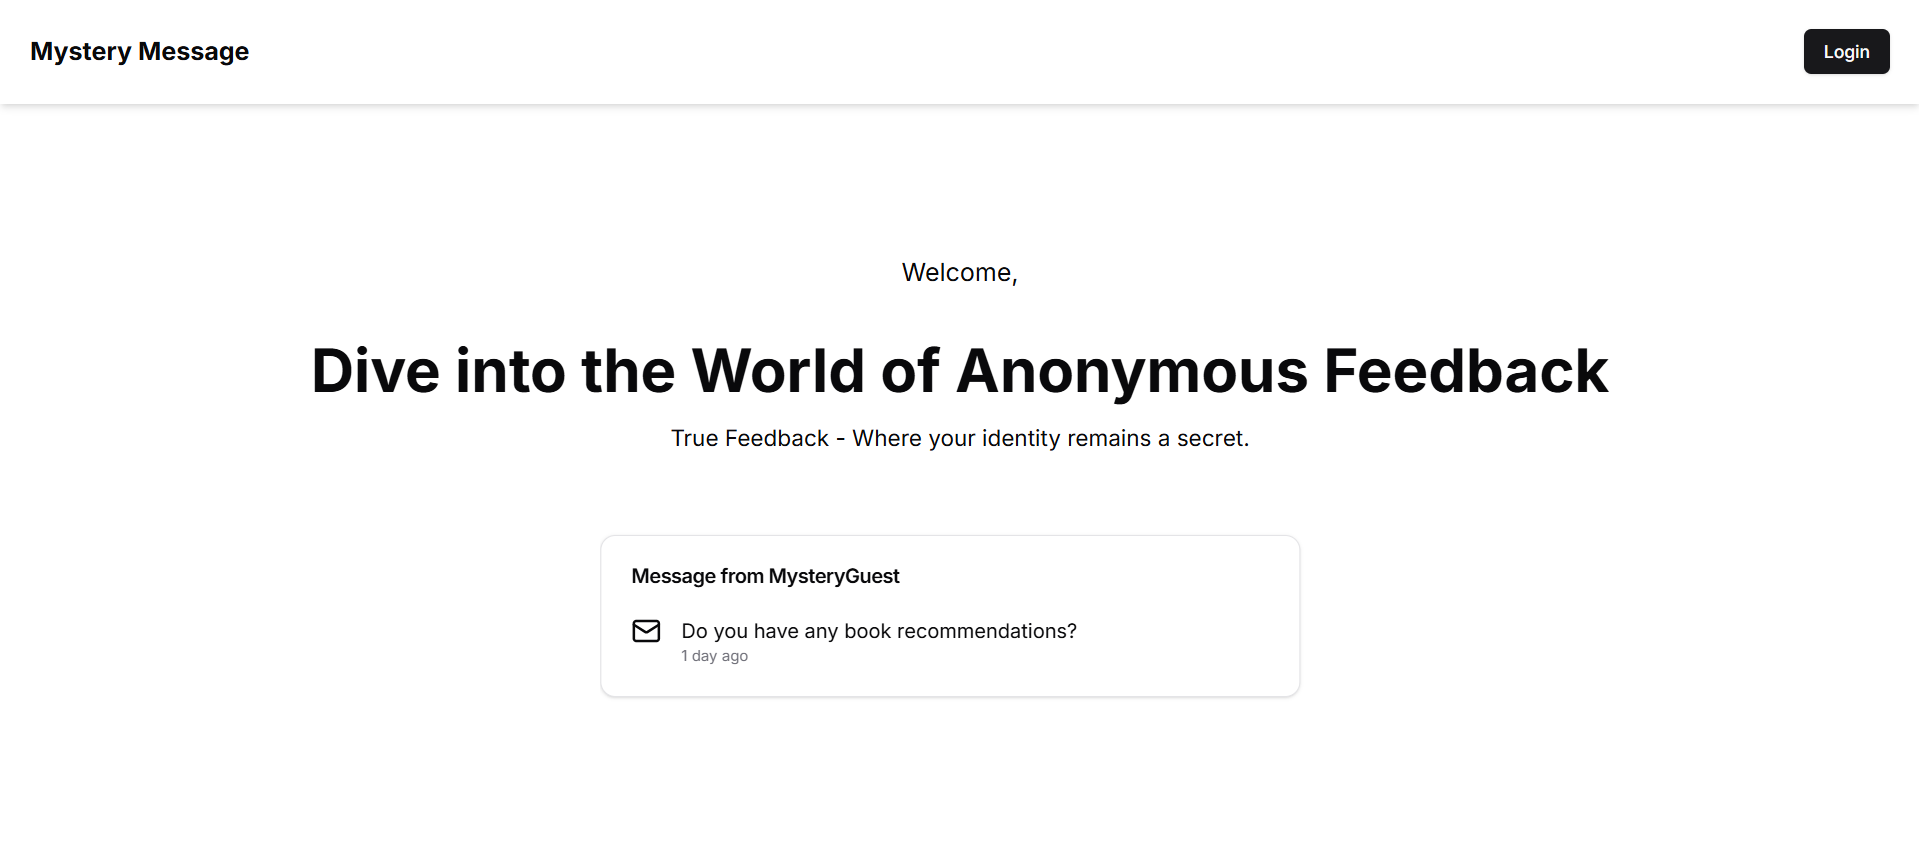 Mystery Message
Login
Welcome,
Dive into the World of Anonymous Feedback
True Feedback - Where your identity remains a secret.
Message from MysteryGuest
Do you have any book recommendations?
1 day ago